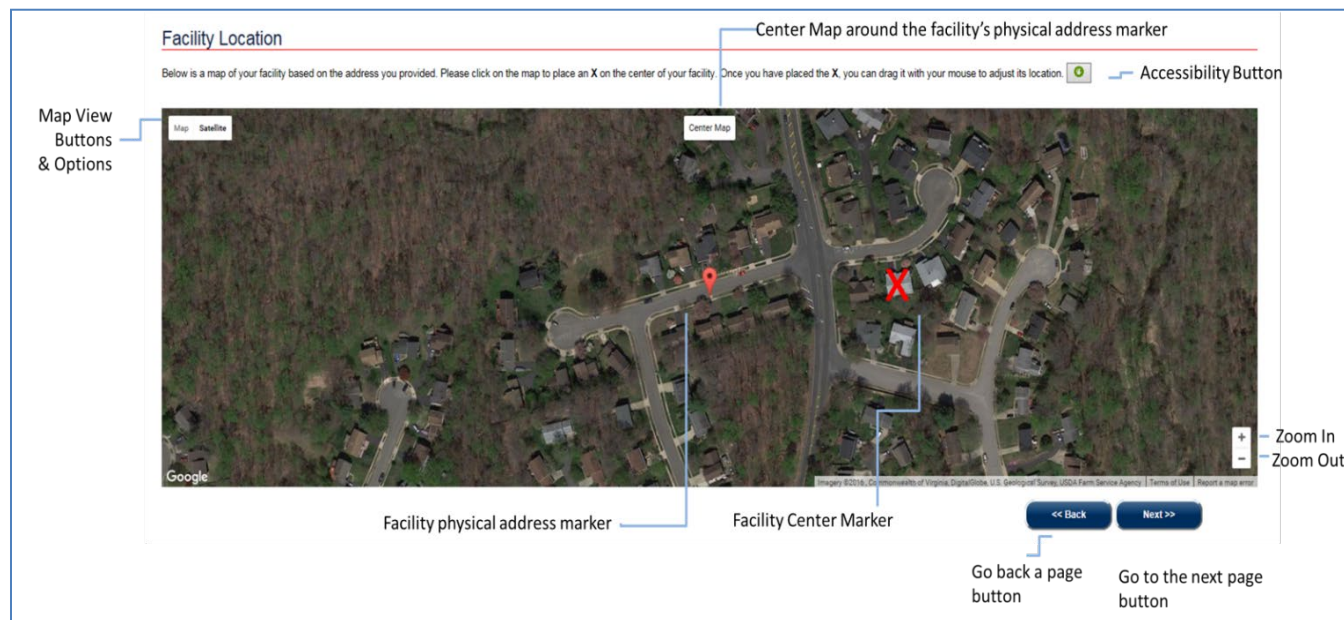 Center Map around the facility's physical address marker
Facility Location
Below is a map of your facility based on the address you provided. Please click on the map to place an X on the center of your facility. Once you have placed the X, you can drag it with your mouse to adjust its location.
Accessibility Button
Map View
Buttons
& Options
Map Satellite
Center Map
X
+
Zoom In
−
Zoom Out
Google
Imagery ©2016, Commonwealth of Virginia, DigitalGlobe, U.S. Geological Survey, USDA Farm Service Agency Terms of Use Report a map error
Facility physical address marker
Facility Center Marker
<< Back
Next >>
Go back a page
button
Go to the next page
button